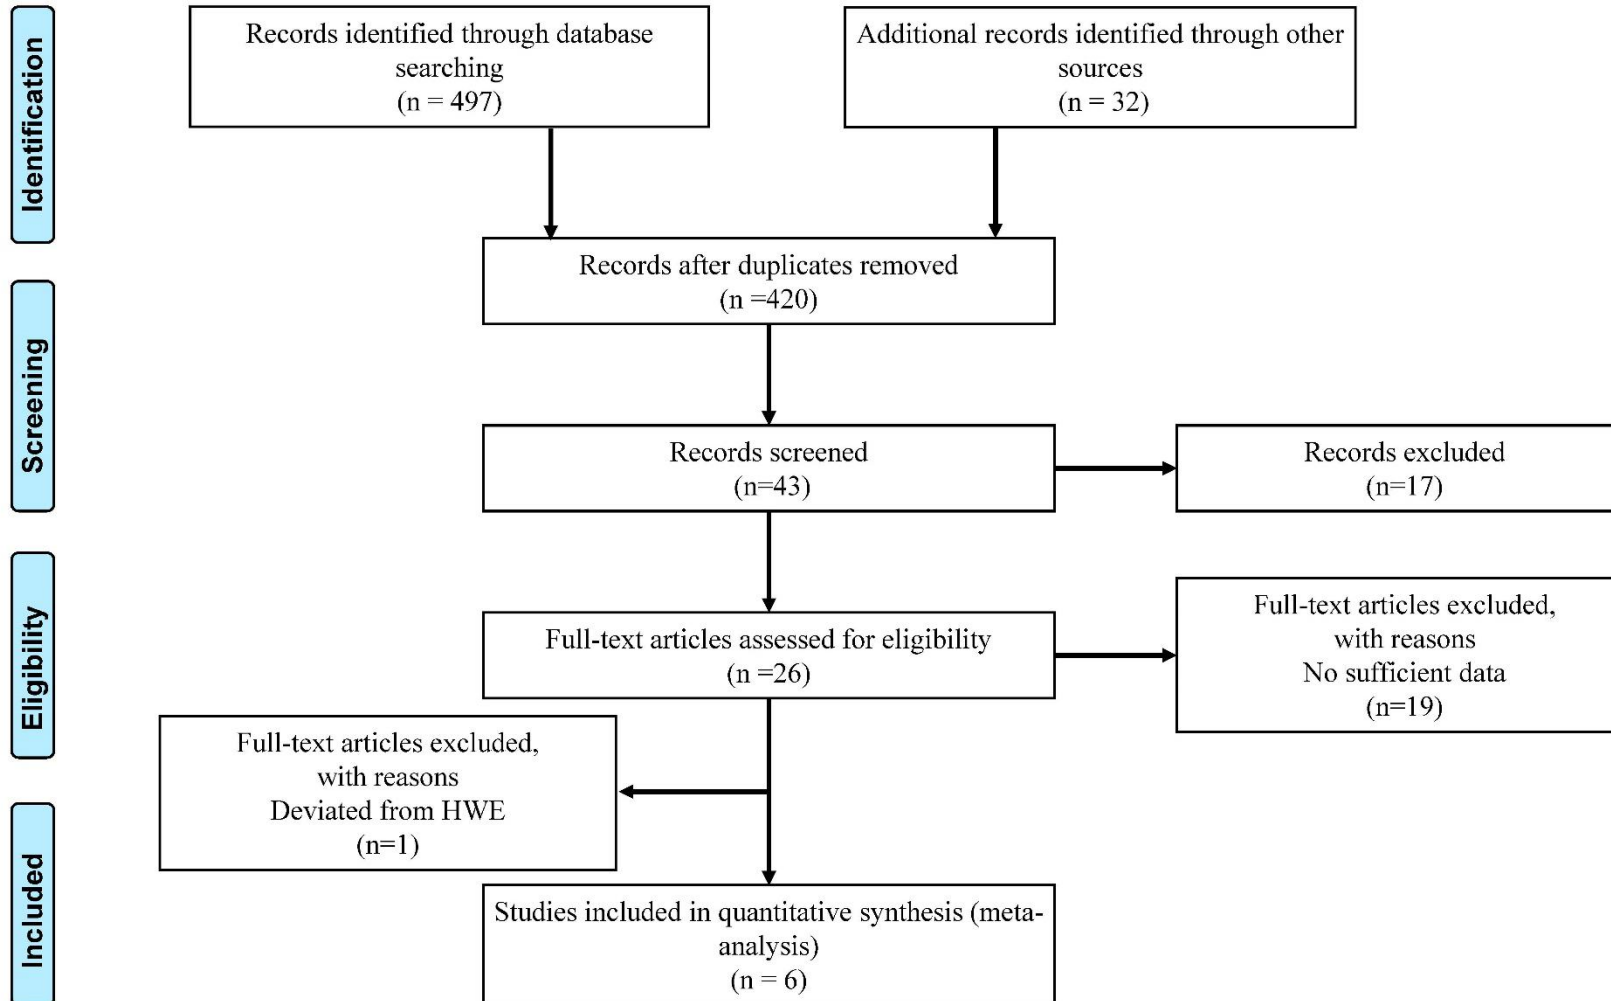 Identification
Records identified through database
searching
(n = 497)
Additional records identified through other
sources
(n = 32)
Records after duplicates removed
(n =420)
Screening
Records screened
(n=43)
Records excluded
(n=17)
Eligibility
Full-text articles assessed for eligibility
(n =26)
Full-text articles excluded,
with reasons
No sufficient data
(n=19)
Full-text articles excluded,
with reasons
Deviated from HWE
(n=1)
Included
Studies included in quantitative synthesis (meta-
analysis)
(n = 6)